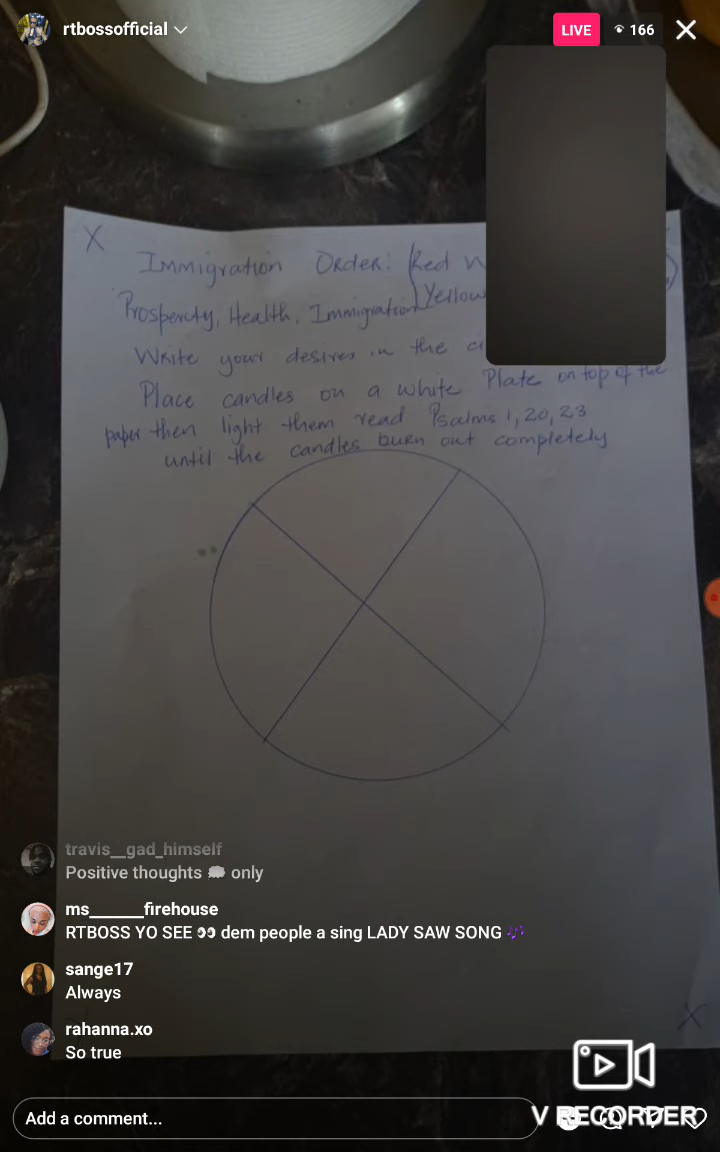 rtbossofficial
LIVE
166
X
Immigration Order: (Red
Prosperity, Health, Immigration Yellow
Write your desires in the
Place candles on a white Plate on top of the
paper then light them read Psalms 1, 20, 23
until the candles burn out completely
travis__gad_himself
Positive thoughts 💭 only
ms______firehouse
RTBOSS YO SEE 👀 dem people a sing LADY SAW SONG 🎶
sange17
Always
rahanna.xo
So true
X
Add a comment...
V RECORDER